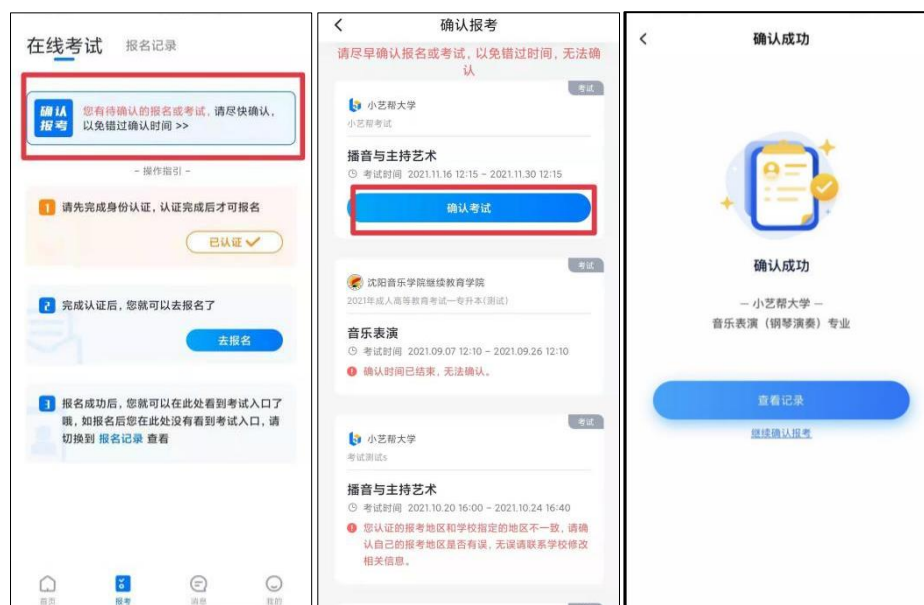 在线考试 报名记录
确认
报考
您有待确认的报名或考试, 请尽快确认,
以免错过确认时间 >>
- 操作指引 -
1 请先完成身份认证, 认证完成后才可报名
已认证
2 完成认证后, 您就可以去报名了
去报名
3 报名成功后, 您就可以在此处看到考试入口了
哦, 如报名后您在此处没有看到考试入口, 请
切换到 报名记录 查看
首页 报考 消息 我的
确认报考
请尽早确认报名或考试, 以免错过时间, 无法确
认
考试
小艺帮大学
小艺帮考试
播音与主持艺术
考试时间 2021.11.16 12:15 - 2021.11.30 12:15
确认考试
考试
沈阳音乐学院继续教育学院
2021年成人高等教育考试一专升本(测试)
音乐表演
考试时间 2021.09.07 12:10 - 2021.09.26 12:10
确认时间已结束, 无法确认。
考试
小艺帮大学
考试测试s
播音与主持艺术
考试时间 2021.10.20 16:00 - 2021.10.24 16:40
您认证的报考地区和学校指定的地区不一致, 请确
认自己的报考地区是否有误, 无误请联系学校修改
相关信息。
确认成功
确认成功
— 小艺帮大学 —
音乐表演（钢琴演奏）专业
查看记录
继续确认报考